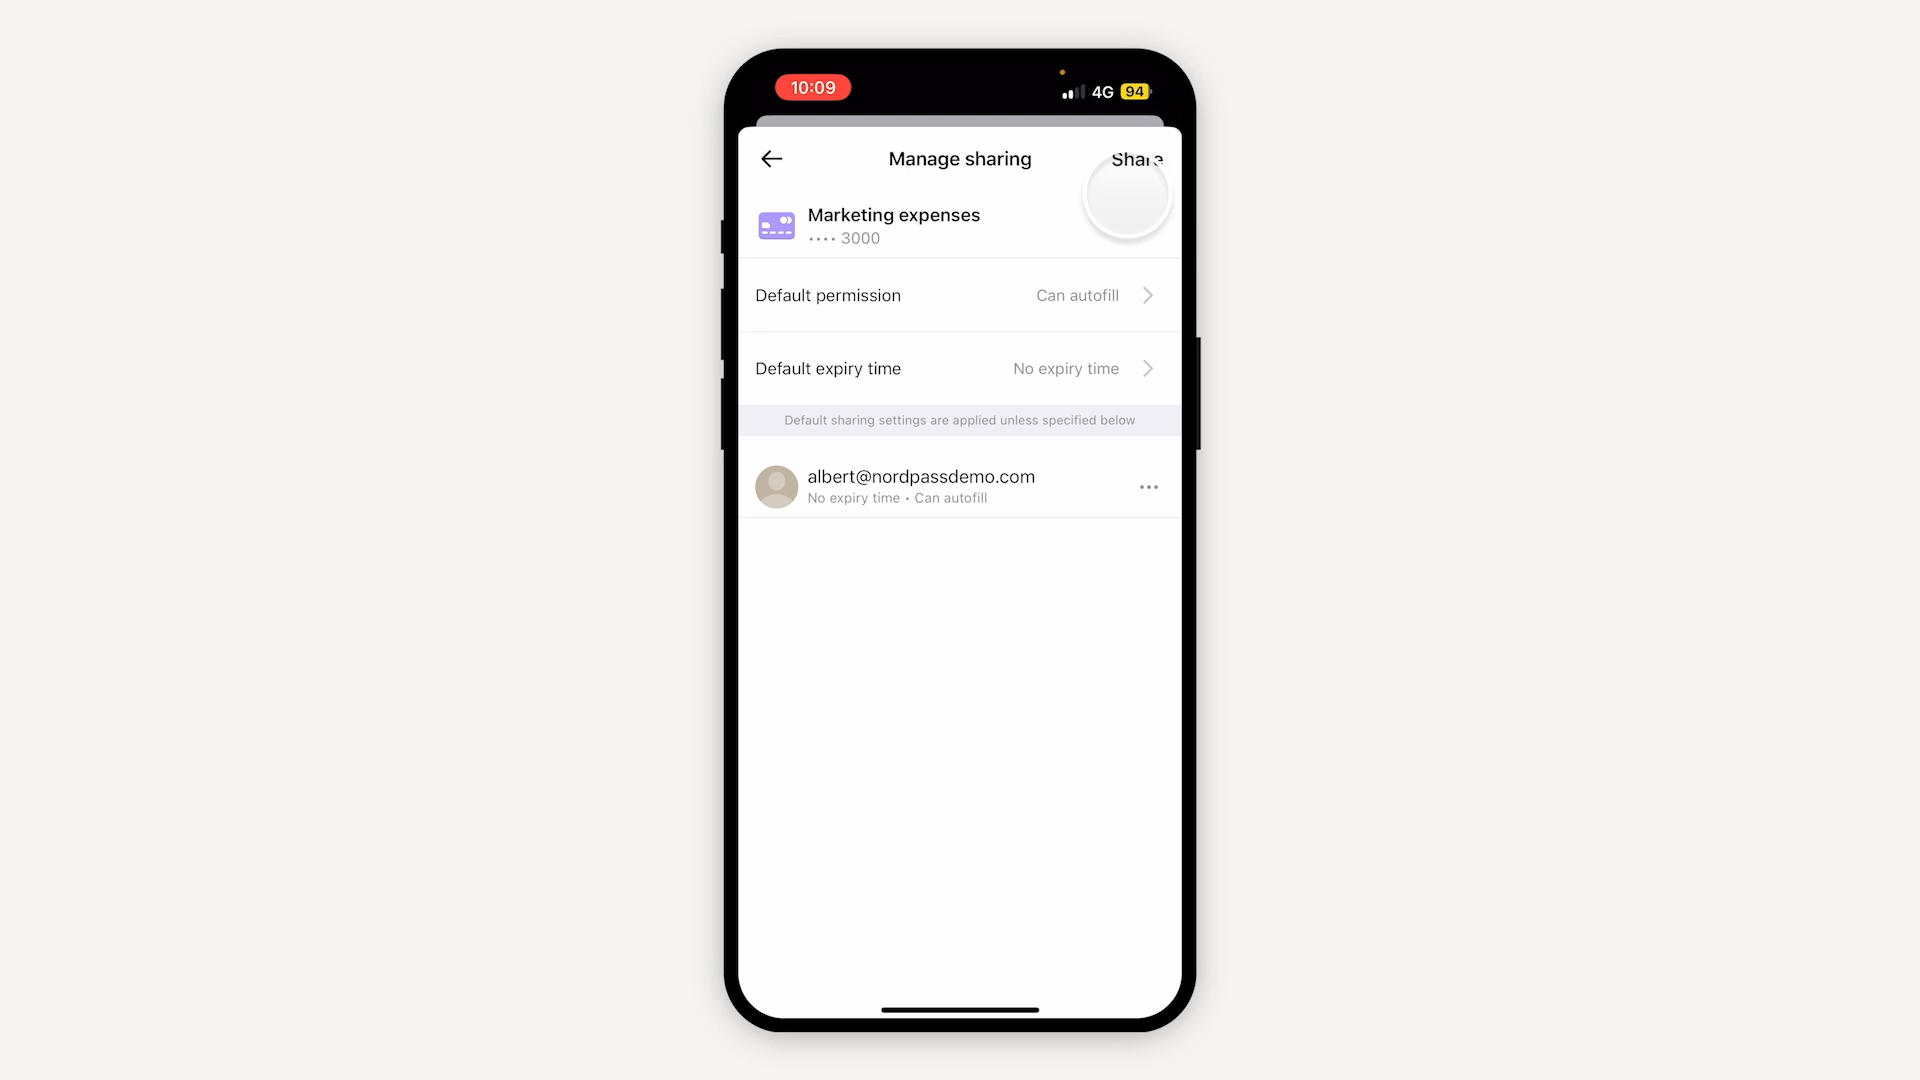 10:09
4G 94
Manage sharing
Share
Marketing expenses
•••• 3000
Default permission
Can autofill
Default expiry time
No expiry time
Default sharing settings are applied unless specified below
albert@nordpassdemo.com
No expiry time • Can autofill